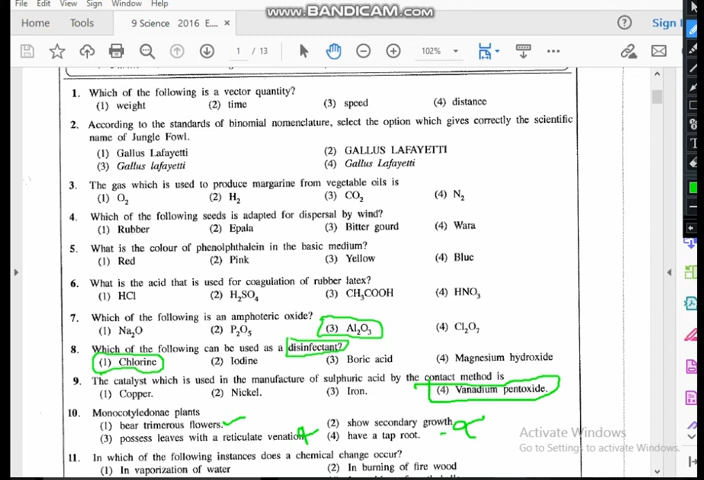 File Edit View Sign Window Help
www.BANDICAM.com
Home Tools 9 Science 2016 E... × Sign I
1 / 13 102%
1. Which of the following is a vector quantity?
(1) weight (2) time (3) speed (4) distance
2. According to the standards of binomial nomenclature, select the option which gives correctly the scientific
name of Jungle Fowl.
(1) Gallus Lafayetti (2) GALLUS LAFAYETTI
(3) Gallus lafayetti (4) Gallus Lafayetti
3. The gas which is used to produce margarine from vegetable oils is
(1) O₂ (2) H₂ (3) CO₂ (4) N₂
4. Which of the following seeds is adapted for dispersal by wind?
(1) Rubber (2) Epala (3) Bitter gourd (4) Wara
5. What is the colour of phenolphthalein in the basic medium?
(1) Red (2) Pink (3) Yellow (4) Blue
6. What is the acid that is used for coagulation of rubber latex?
(1) HCl (2) H₂SO₄ (3) CH₃COOH (4) HNO₃
7. Which of the following is an amphoteric oxide?
(1) Na₂O (2) P₂O₅ (3) Al₂O₃ (4) Cl₂O₇
8. Which of the following can be used as a disinfectant?
(1) Chlorine (2) Iodine (3) Boric acid (4) Magnesium hydroxide
9. The catalyst which is used in the manufacture of sulphuric acid by the contact method is
(1) Copper. (2) Nickel. (3) Iron. (4) Vanadium pentoxide.
10. Monocotyledonae plants
(1) bear trimerous flowers. (2) show secondary growth.
(3) possess leaves with a reticulate venation. (4) have a tap root.
Activate Windows
Go to Settings to activate Windows.
11. In which of the following instances does a chemical change occur?
(1) In vaporization of water (2) In burning of fire wood